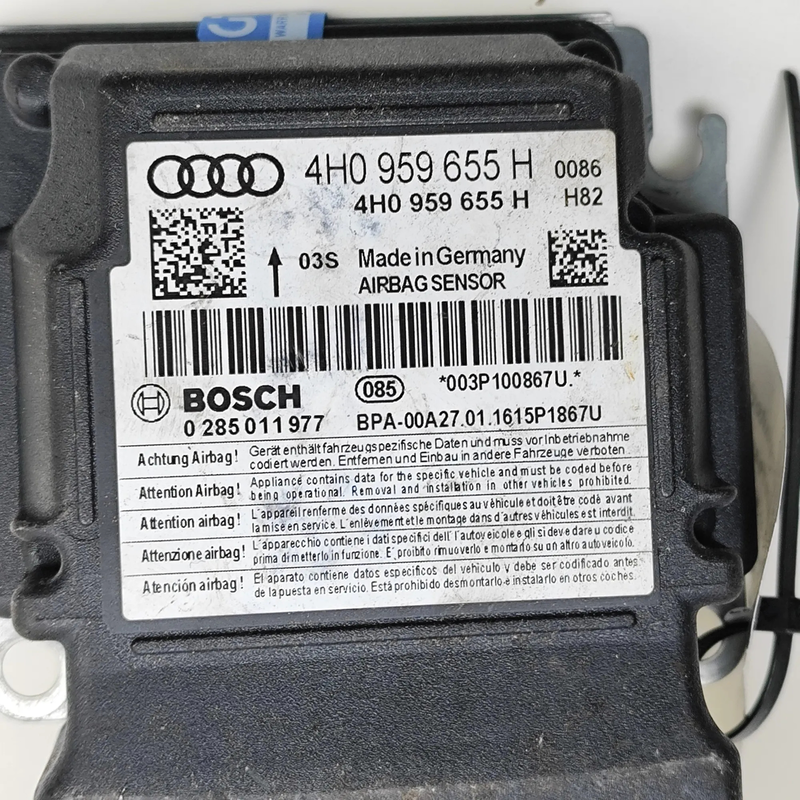 4H0 959 655 H 0086
4H0 959 655 H H82
03S Made in Germany
AIRBAG SENSOR
BOSCH 085 *003P100867U.*
0 285 011 977 BPA-00A27.01.1615P1867U
Achtung Airbag! Gerät enthält fahrzeugspezifische Daten und muss vor Inbetriebnahme
codiert werden. Entfernen und Einbau in andere Fahrzeuge verboten.
Attention Airbag! Appliance contains data for the specific vehicle and must be coded before
being operational. Removal and installation in other vehicles prohibited.
Attention airbag! L'appareil renferme des données spécifiques au véhicule et doit être codé avant
la mise en service. L'enlèvement et le montage dans d'autres véhicules est interdit.
Attenzione airbag! L'apparecchio contiene i dati specifici dell'autoveicolo e gli si deve dare u codice
prima di metterlo in funzione. E' proibito rimuoverlo e montarlo su un altro autoveicolo.
Atención airbag! El aparato contiene datos especificos del vehiculo y debe ser codificado antes
de la puesta en servicio. Está prohibido desmontarlo e instalarlo en otros coches.